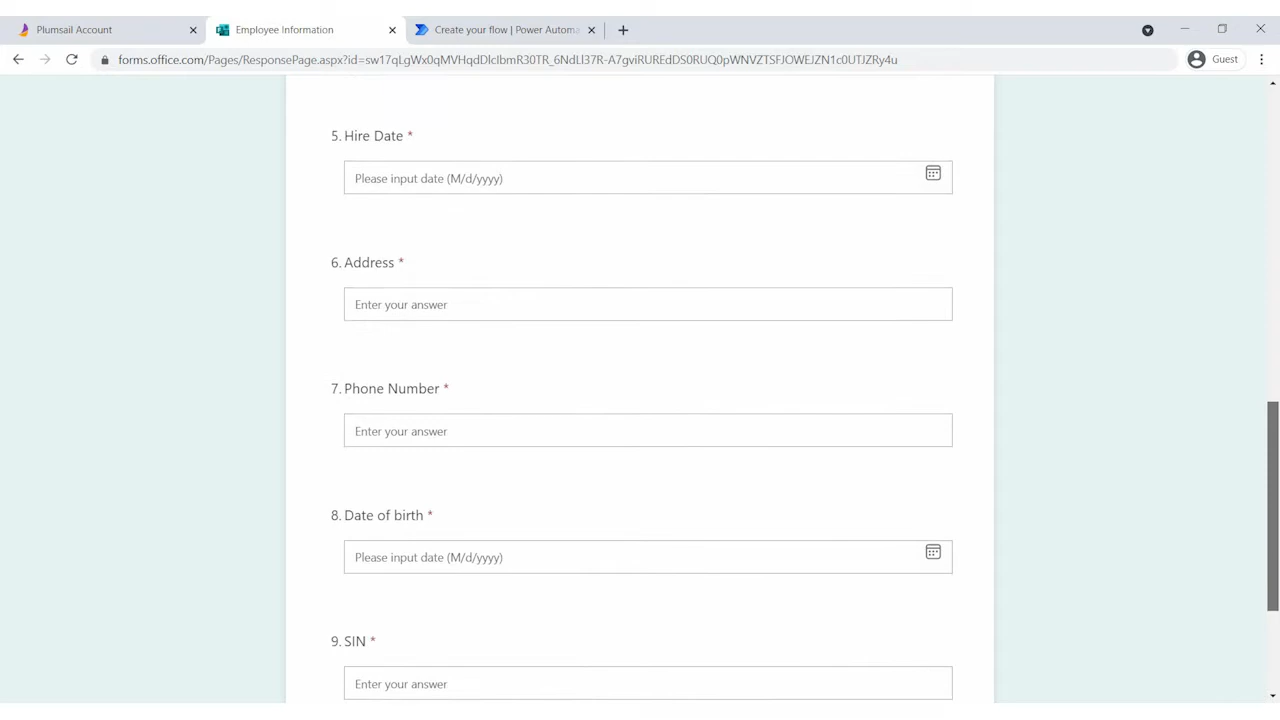 Plumsail Account
Employee Information
Create your flow | Power Automa
forms.office.com/Pages/ResponsePage.aspx?id=sw17qLgWx0qMVHqdDlcIbmR30TR_6NdLl37R-A7gviRUREdDS0RUQ0pWNVZTSFJOWEJZN1c0UTJZRy4u
Guest
5. Hire Date *
Please input date (M/d/yyyy)
6. Address *
Enter your answer
7. Phone Number *
Enter your answer
8. Date of birth *
Please input date (M/d/yyyy)
9. SIN *
Enter your answer